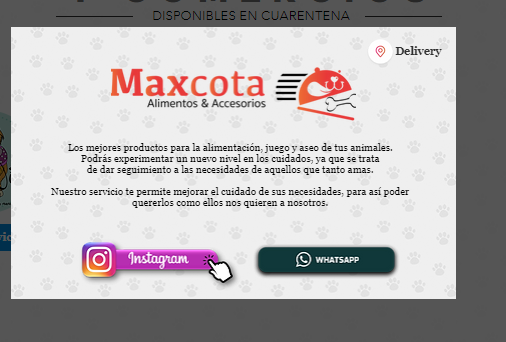 DISPONIBLES EN CUARENTENA
Delivery
Maxcota
Alimentos & Accesorios
Los mejores productos para la alimentación, juego y aseo de tus animales.
Podrás experimentar un nuevo nivel en los cuidados, ya que se trata
de dar seguimiento a las necesidades de aquellos que tanto amas.
Nuestro servicio te permite mejorar el cuidado de sus necesidades, para así poder
quererlos como ellos nos quieren a nosotros.
Instagram
WHATSAPP